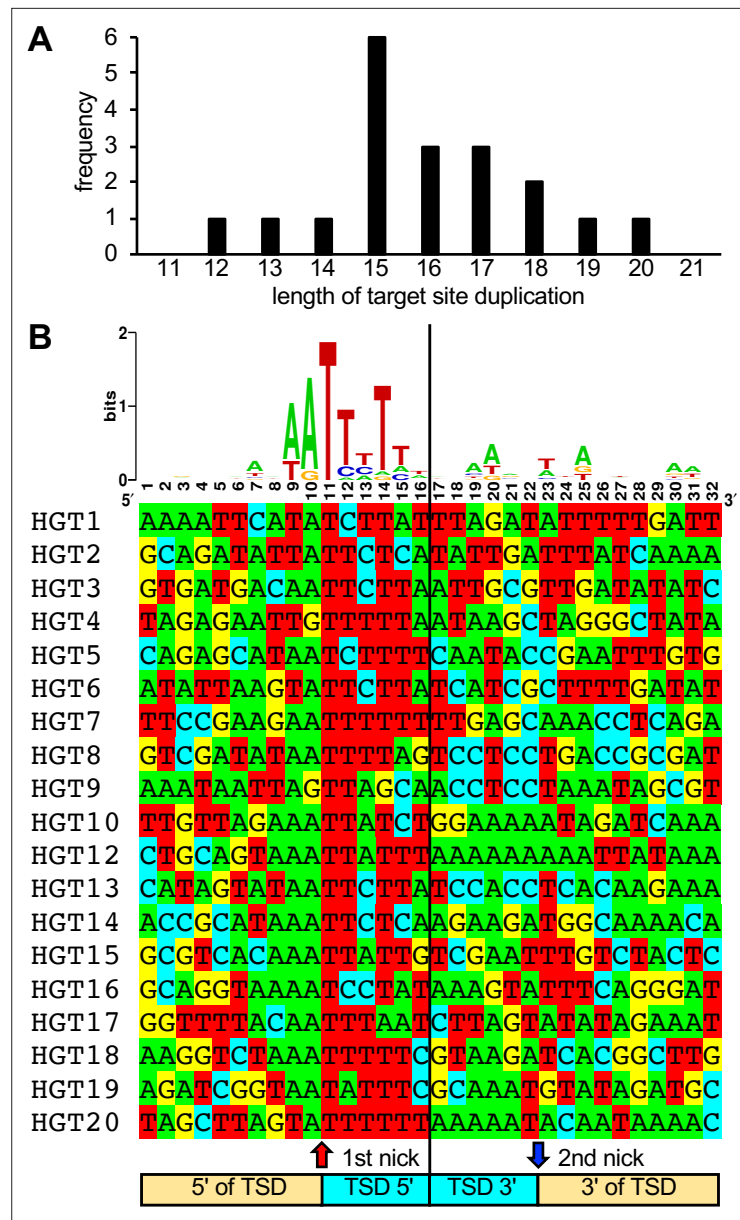 A
frequency
6
5
4
3
2
1
0
11 12 13 14 15 16 17 18 19 20 21
length of target site duplication
B
bits
2
1
0
1 2 3 4 5 6 7 8 9 10 11 12 13 14 15 16 17 18 19 20 21 22 23 24 25 26 27 28 29 30 31 32
5′ 3′
HGT1 AAAATTCATATCTTATTTAGATATTTTTGATT
HGT2 GCAGATATTATTCTCATATTGATTTATCAAAA
HGT3 GTGATGACAATTCTTAATTGCGTTGATATATC
HGT4 TAGAGAATTGTTTTTAATAAGCTAGGGCTATA
HGT5 CAGAGCATAATCTTTTCAATACCGAATTTGTG
HGT6 ATATTAAGTATTCTTATCATCGCTTTTGATAT
HGT7 TTCCGAAGAATTTTTTTTGAGCAAACCTCAGA
HGT8 GTCGATATAATTTTAGTCCTCCTGACCGCGAT
HGT9 AAATAATTAGTTAGCAACCTCCTAAATAGCGT
HGT10 TTGTTAGAAATTATCTGGAAAAATAGATCAAA
HGT12 CTGCAGTAAATTATTTAAAAAAAAATTATAAA
HGT13 CATAGTATAATTCTTATCCACCTCACAAGAAA
HGT14 ACCGCATAAATTCTCAAGAAGATGGCAAAACA
HGT15 GCGTCACAAATTATTGTCGAATTTGTCTACTC
HGT16 GCAGGTAAAATCCTATAAAGTATTTCAGGGAT
HGT17 GGTTTTACAATTTAATCTTAGTATATAGAAAT
HGT18 AAGGTCTAAATTTTTCGTAAGATCACGGCTTG
HGT19 AGATCGGTAATATTTCGCAAATGTATAGATGC
HGT20 TAGCTTAGTATTTTTTAAAAATACAATAAAAC
1st nick 2nd nick
5' of TSD TSD 5' TSD 3' 3' of TSD